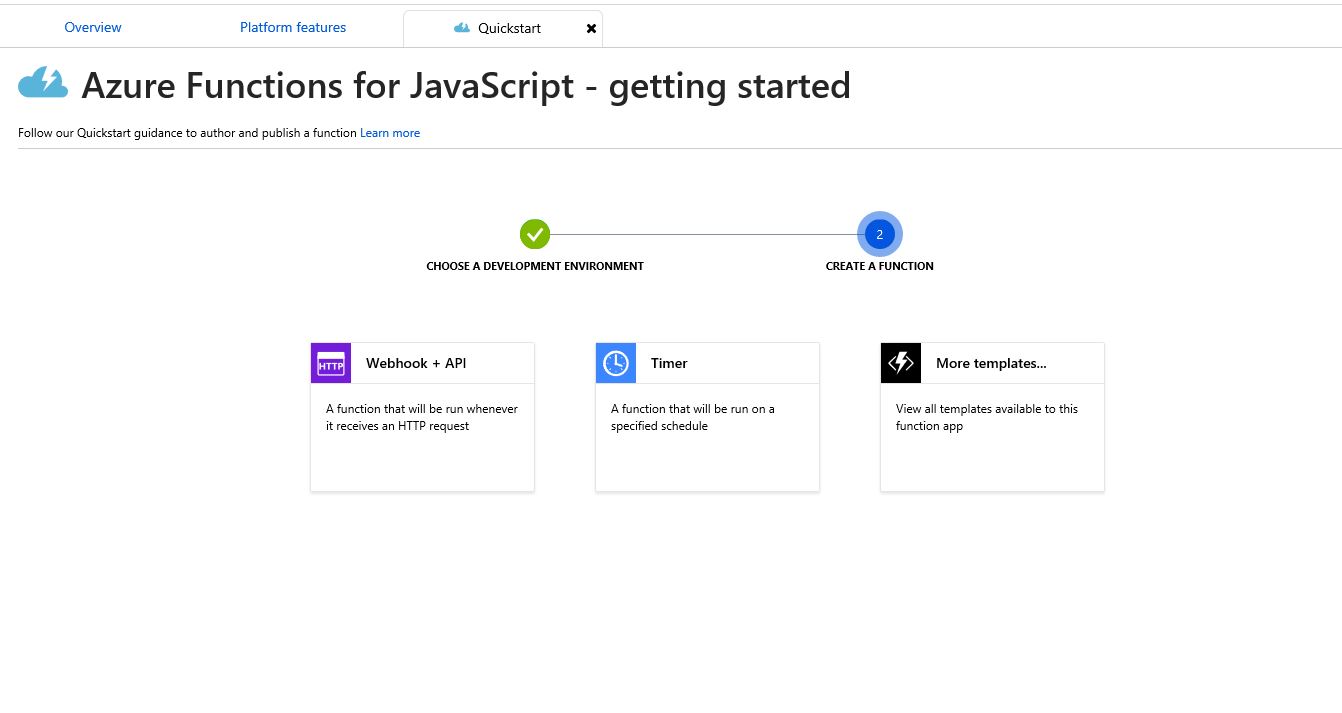 Overview
Platform features
Quickstart
Azure Functions for JavaScript - getting started
Follow our Quickstart guidance to author and publish a function Learn more
2
CHOOSE A DEVELOPMENT ENVIRONMENT
CREATE A FUNCTION
HTTP
Webhook + API
A function that will be run whenever
it receives an HTTP request
Timer
A function that will be run on a
specified schedule
More templates...
View all templates available to this
function app